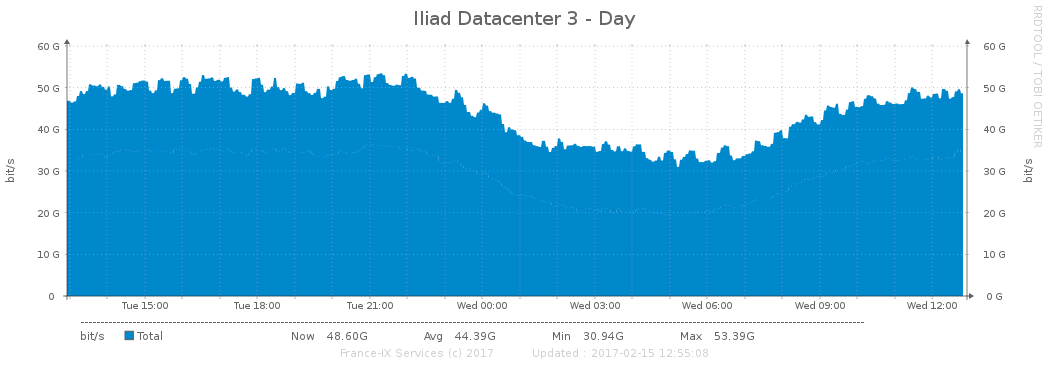 Iliad Datacenter 3 - Day
RRDTOOL / TOBI OETIKER
bit/s
60 G 60 G
50 G 50 G
40 G 40 G
30 G 30 G
20 G 20 G
10 G 10 G
0 0 G
bit/s
Tue 15:00 Tue 18:00 Tue 21:00 Wed 00:00 Wed 03:00 Wed 06:00 Wed 09:00 Wed 12:00
bit/s Total Now 48.60G Avg 44.39G Min 30.94G Max 53.39G
France-IX Services (c) 2017 Updated : 2017-02-15 12:55:08